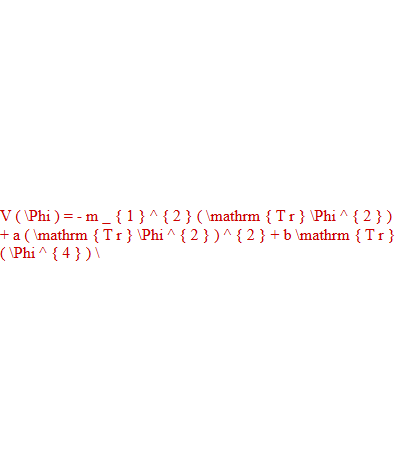 V ( \Phi ) = - m _ { 1 } ^ { 2 } ( \mathrm { T r } \Phi ^ { 2 } )
+ a ( \mathrm { T r } \Phi ^ { 2 } ) ^ { 2 } + b \mathrm { T r }
( \Phi ^ { 4 } ) \